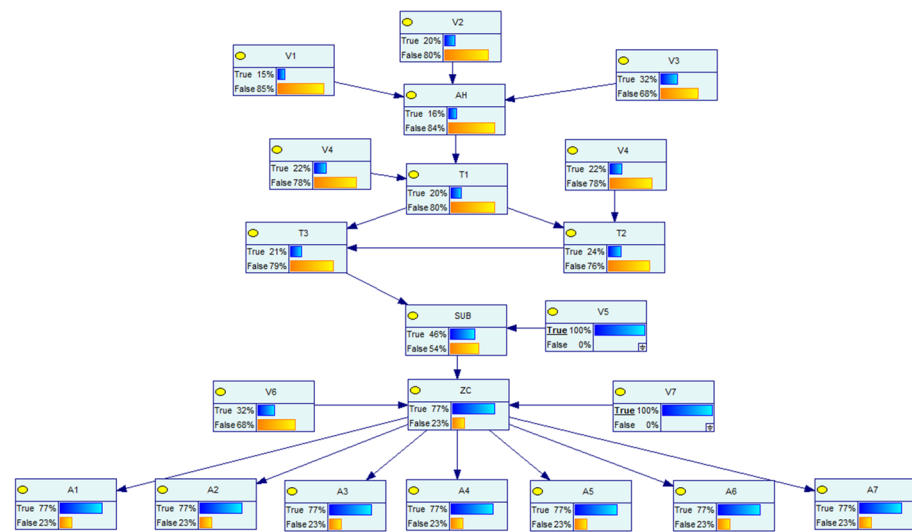 V2
True 20%
False 80%
V1
True 15%
False 85%
V3
True 32%
False 68%
AH
True 16%
False 84%
V4
True 22%
False 78%
V4
True 22%
False 78%
T1
True 20%
False 80%
T3
True 21%
False 79%
T2
True 24%
False 76%
SUB
True 46%
False 54%
V5
True 100%
False 0%
V6
True 32%
False 68%
ZC
True 77%
False 23%
V7
True 100%
False 0%
A1
True 77%
False 23%
A2
True 77%
False 23%
A3
True 77%
False 23%
A4
True 77%
False 23%
A5
True 77%
False 23%
A6
True 77%
False 23%
A7
True 77%
False 23%